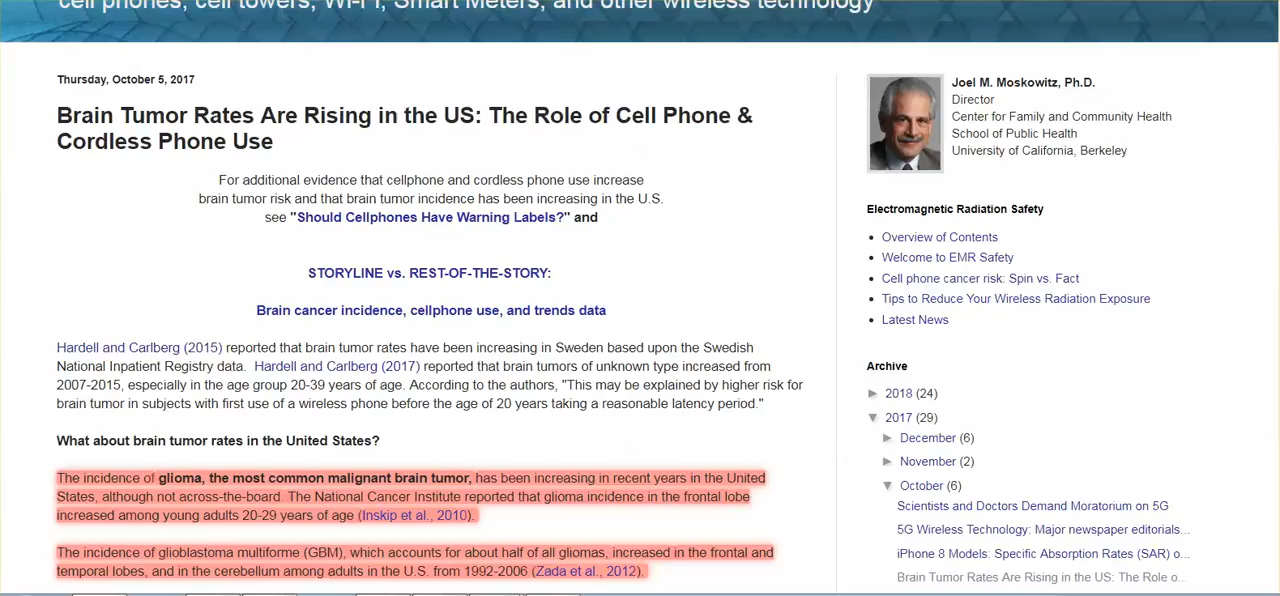 cell phones, cell towers, Wi-Fi, Smart Meters, and other wireless technology
Thursday, October 5, 2017
Brain Tumor Rates Are Rising in the US: The Role of Cell Phone &
Cordless Phone Use
For additional evidence that cellphone and cordless phone use increase
brain tumor risk and that brain tumor incidence has been increasing in the U.S.
see "Should Cellphones Have Warning Labels?" and
STORYLINE vs. REST-OF-THE-STORY:
Brain cancer incidence, cellphone use, and trends data
Hardell and Carlberg (2015) reported that brain tumor rates have been increasing in Sweden based upon the Swedish
National Inpatient Registry data.  Hardell and Carlberg (2017) reported that brain tumors of unknown type increased from
2007-2015, especially in the age group 20-39 years of age. According to the authors, "This may be explained by higher risk for
brain tumor in subjects with first use of a wireless phone before the age of 20 years taking a reasonable latency period."
What about brain tumor rates in the United States?
The incidence of glioma, the most common malignant brain tumor, has been increasing in recent years in the United
States, although not across-the-board. The National Cancer Institute reported that glioma incidence in the frontal lobe
increased among young adults 20-29 years of age (Inskip et al., 2010).
The incidence of glioblastoma multiforme (GBM), which accounts for about half of all gliomas, increased in the frontal and
temporal lobes, and in the cerebellum among adults in the U.S. from 1992-2006 (Zada et al., 2012).
Joel M. Moskowitz, Ph.D.
Director
Center for Family and Community Health
School of Public Health
University of California, Berkeley
Electromagnetic Radiation Safety
Overview of Contents
Welcome to EMR Safety
Cell phone cancer risk: Spin vs. Fact
Tips to Reduce Your Wireless Radiation Exposure
Latest News
Archive
► 2018 (24)
▼ 2017 (29)
► December (6)
► November (2)
▼ October (6)
Scientists and Doctors Demand Moratorium on 5G
5G Wireless Technology: Major newspaper editorials...
iPhone 8 Models: Specific Absorption Rates (SAR) o...
Brain Tumor Rates Are Rising in the US: The Role o...